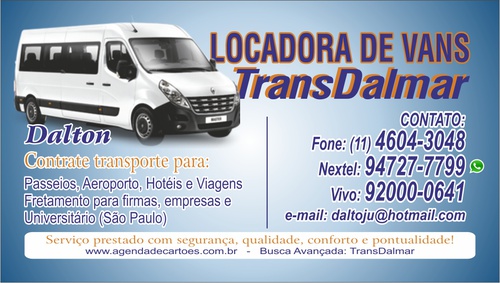 LOCADORA DE VANS
TransDalmar
Dalton
Contrate transporte para:
Passeios, Aeroporto, Hotéis e Viagens
Fretamento para firmas, empresas e
Universitário (São Paulo)
CONTATO:
Fone: (11) 4604-3048
Nextel: 94727-7799
Vivo: 92000-0641
e-mail: daltoju@hotmail.com
Serviço prestado com segurança, qualidade, conforto e pontualidade!
www.agendadecartoes.com.br - Busca Avançada: TransDalmar